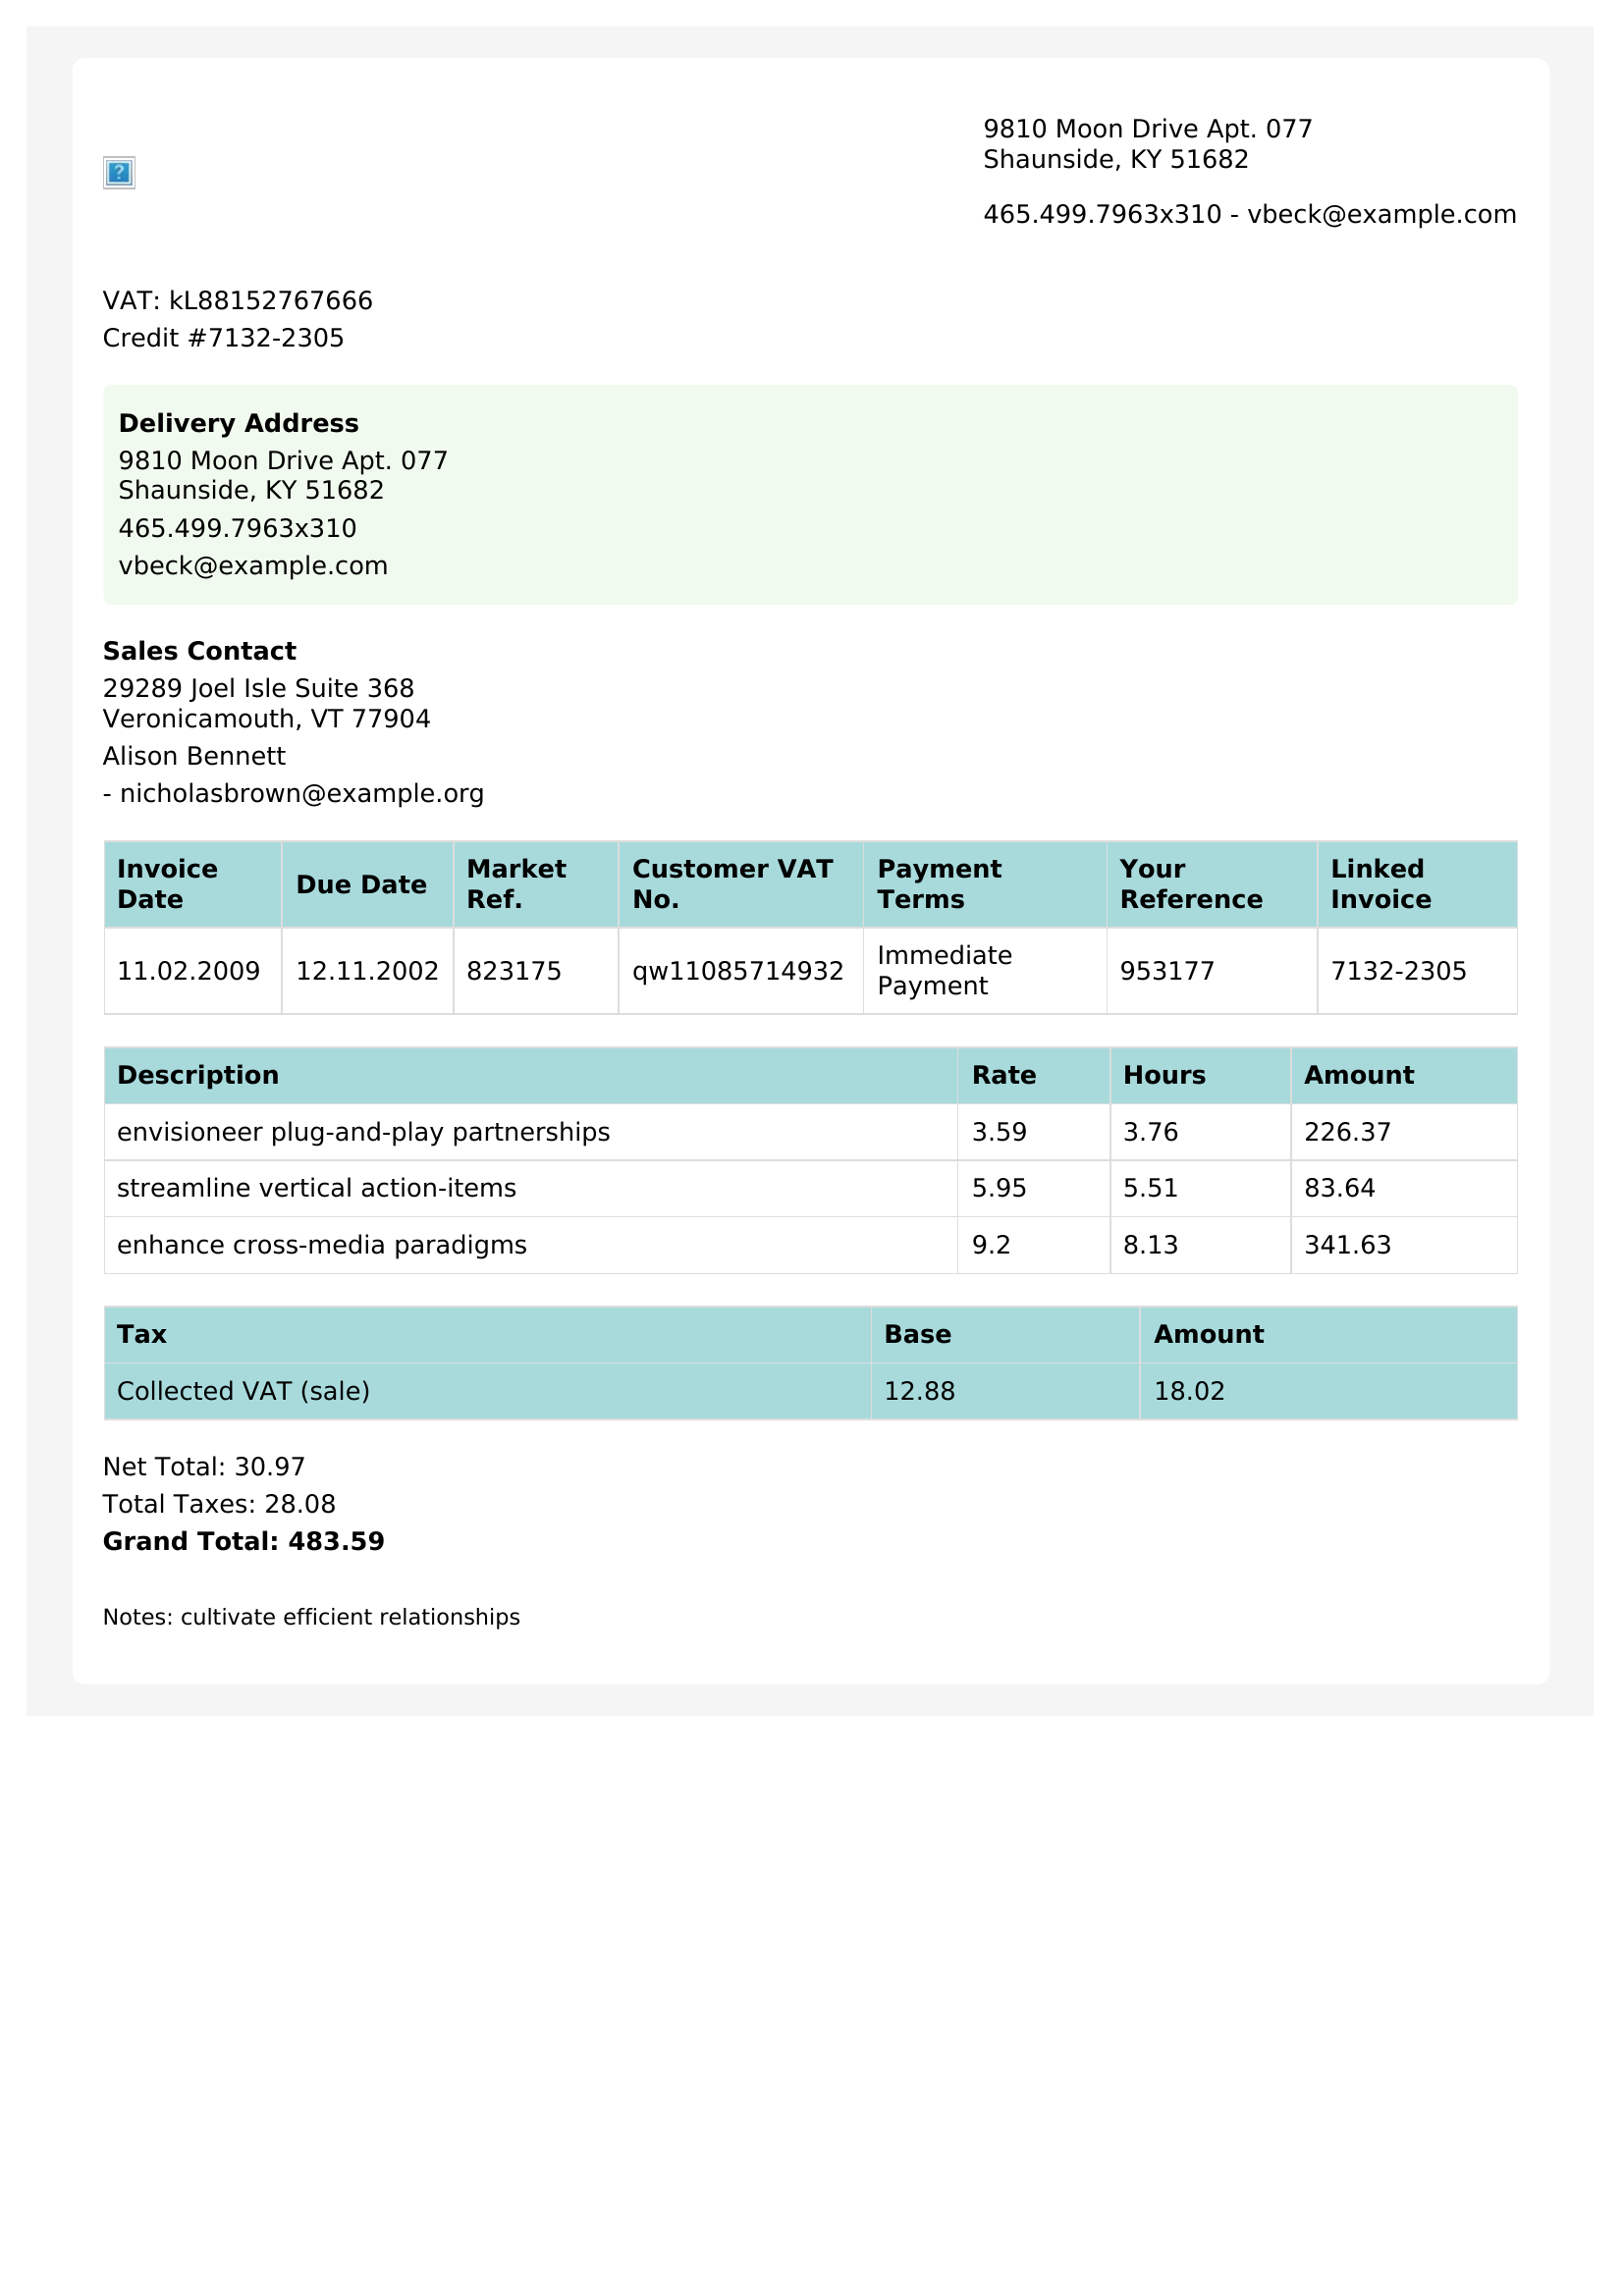 9810 Moon Drive Apt. 077
Shaunside, KY 51682
465.499.7963x310 - vbeck@example.com
VAT: kL88152767666
Credit #7132-2305
Delivery Address
9810 Moon Drive Apt. 077
Shaunside, KY 51682
465.499.7963x310
vbeck@example.com
Sales Contact
29289 Joel Isle Suite 368
Veronicamouth, VT 77904
Alison Bennett
- nicholasbrown@example.org
Invoice Date | Due Date | Market Ref. | Customer VAT No. | Payment Terms | Your Reference | Linked Invoice
11.02.2009 | 12.11.2002 | 823175 | qw11085714932 | Immediate Payment | 953177 | 7132-2305
Description | Rate | Hours | Amount
envisioneer plug-and-play partnerships | 3.59 | 3.76 | 226.37
streamline vertical action-items | 5.95 | 5.51 | 83.64
enhance cross-media paradigms | 9.2 | 8.13 | 341.63
Tax | Base | Amount
Collected VAT (sale) | 12.88 | 18.02
Net Total: 30.97
Total Taxes: 28.08
Grand Total: 483.59
Notes: cultivate efficient relationships